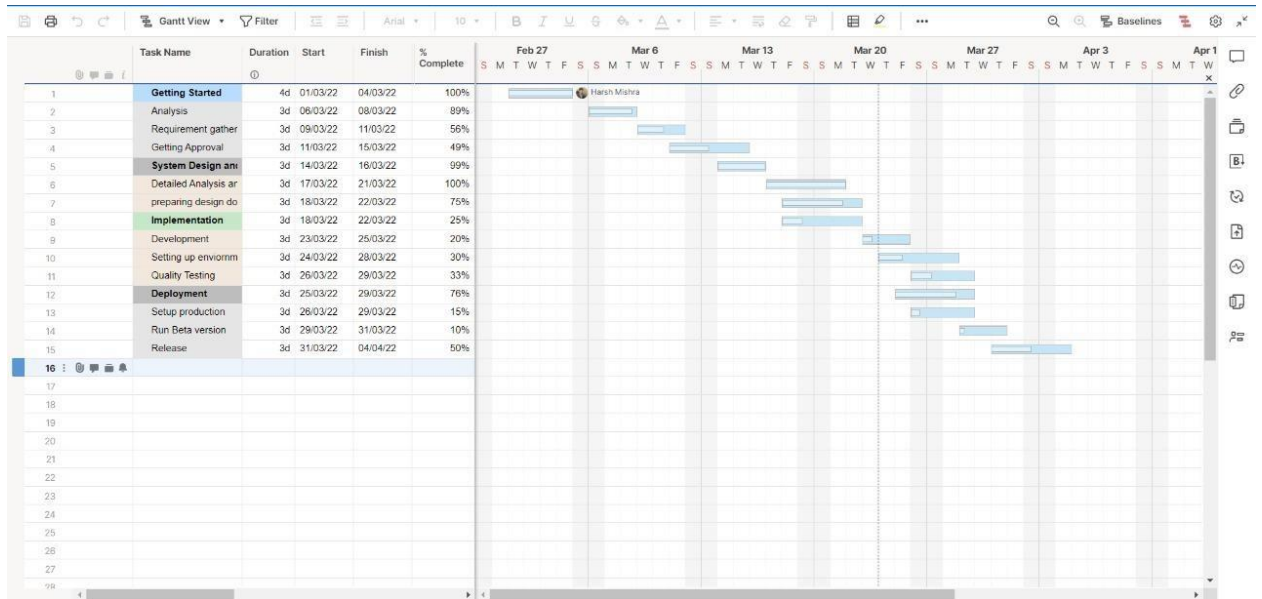 Gantt View Filter Arial 10 B I U S A ... Baselines
Task Name Duration Start Finish % Complete Feb 27 Mar 6 Mar 13 Mar 20 Mar 27 Apr 3 Apr 1
S M T W T F S S M T W T F S S M T W T F S S M T W T F S S M T W T F S S M T W T F S S M T W
1 Getting Started 4d 01/03/22 04/03/22 100% Harsh Mishra
2 Analysis 3d 06/03/22 08/03/22 89%
3 Requirement gather 3d 09/03/22 11/03/22 56%
4 Getting Approval 3d 11/03/22 15/03/22 49%
5 System Design and 3d 14/03/22 16/03/22 99%
6 Detailed Analysis ar 3d 17/03/22 21/03/22 100%
7 preparing design do 3d 18/03/22 22/03/22 75%
8 Implementation 3d 18/03/22 22/03/22 25%
9 Development 3d 23/03/22 25/03/22 20%
10 Setting up enviornm 3d 24/03/22 28/03/22 30%
11 Quality Testing 3d 26/03/22 29/03/22 33%
12 Deployment 3d 25/03/22 29/03/22 76%
13 Setup production 3d 26/03/22 29/03/22 15%
14 Run Beta version 3d 29/03/22 31/03/22 10%
15 Release 3d 31/03/22 04/04/22 50%
16
17
18
19
20
21
22
23
24
25
26
27
28